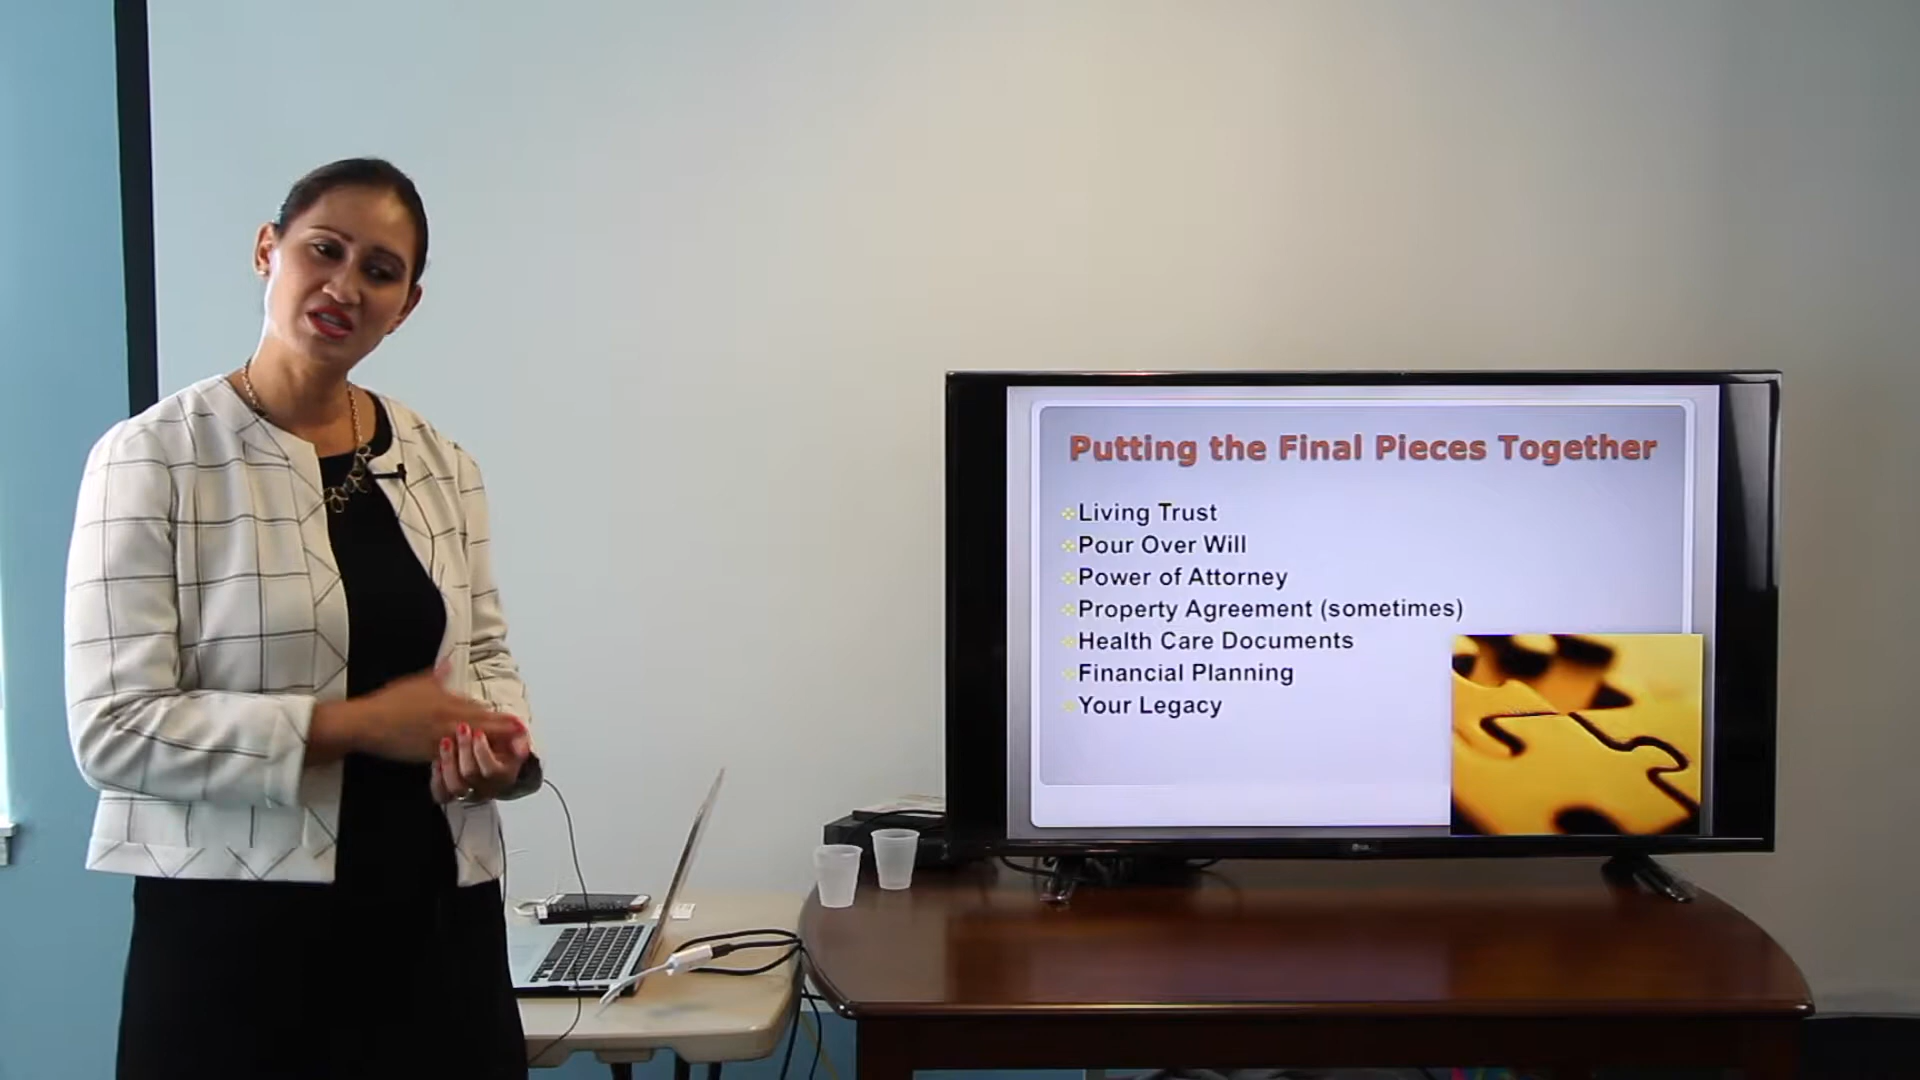 Putting the Final Pieces Together
Living Trust
Pour Over Will
Power of Attorney
Property Agreement (sometimes)
Health Care Documents
Financial Planning
Your Legacy
LG